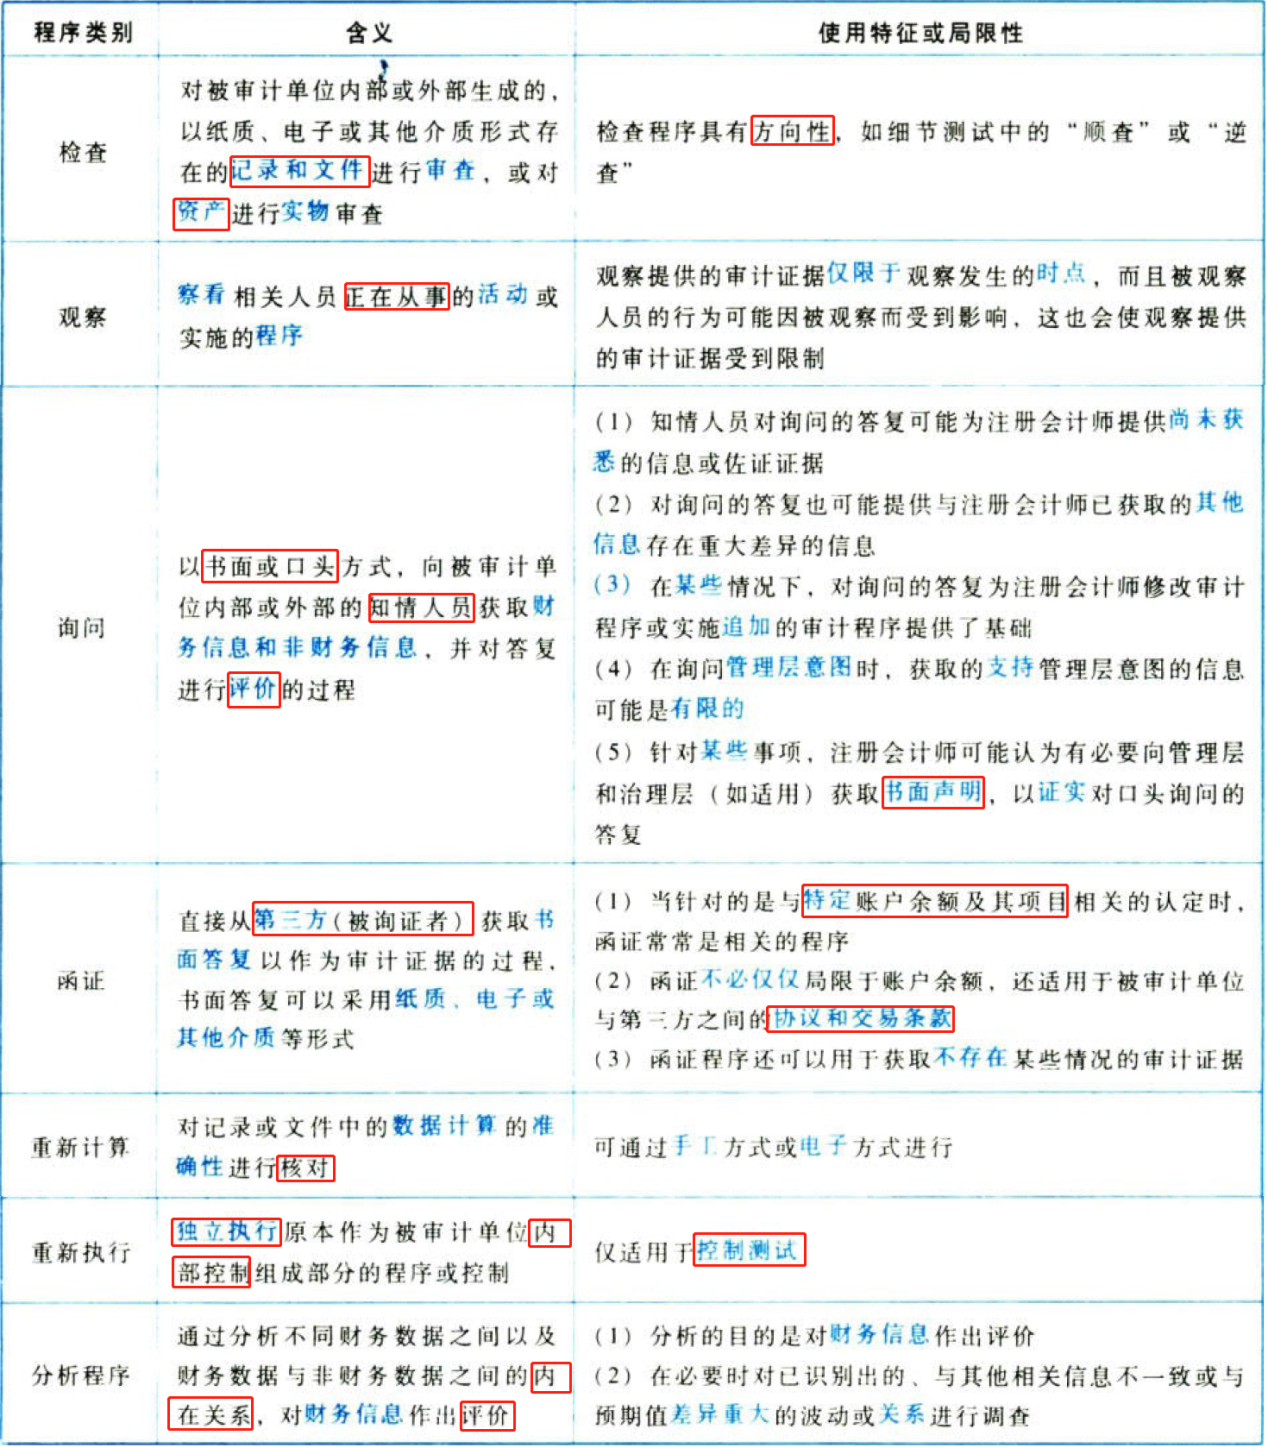 程序类别
含义
使用特征或局限性
检查
对被审计单位内部或外部生成的，
以纸质、电子或其他介质形式存
在的记录和文件进行审查，或对
资产进行实物审查
检查程序具有方向性，如细节测试中的“顺查”或“逆
查”
观察
察看相关人员正在从事的活动或
实施的程序
观察提供的审计证据仅限于观察发生的时点，而且被观察
人员的行为可能因被观察而受到影响，这也会使观察提供
的审计证据受到限制
询问
以书面或口头方式，向被审计单
位内部或外部的知情人员获取财
务信息和非财务信息，并对答复
进行评价的过程
（1）知情人员对询问的答复可能为注册会计师提供尚未获
悉的信息或佐证证据
（2）对询问的答复也可能提供与注册会计师已获取的其他
信息存在重大差异的信息
（3）在某些情况下，对询问的答复为注册会计师修改审计
程序或实施追加的审计程序提供了基础
（4）在询问管理层意图时，获取的支持管理层意图的信息
可能是有限的
（5）针对某些事项，注册会计师可能认为有必要向管理层
和治理层（如适用）获取书面声明，以证实对口头询问的
答复
函证
直接从第三方（被询证者）获取书
面答复以作为审计证据的过程，
书面答复可以采用纸质、电子或
其他介质等形式
（1）当针对的是与特定账户余额及其项目相关的认定时，
函证常常是相关的程序
（2）函证不必仅仅局限于账户余额，还适用于被审计单位
与第三方之间的协议和交易条款
（3）函证程序还可以用于获取不存在某些情况的审计证据
重新计算
对记录或文件中的数据计算的准
确性进行核对
可通过手工方式或电子方式进行
重新执行
独立执行原本作为被审计单位内
部控制组成部分的程序或控制
仅适用于控制测试
分析程序
通过分析不同财务数据之间以及
财务数据与非财务数据之间的内
在关系，对财务信息作出评价
（1）分析的目的是对财务信息作出评价
（2）在必要时对已识别出的、与其他相关信息不一致或与
预期值差异重大的波动或关系进行调查